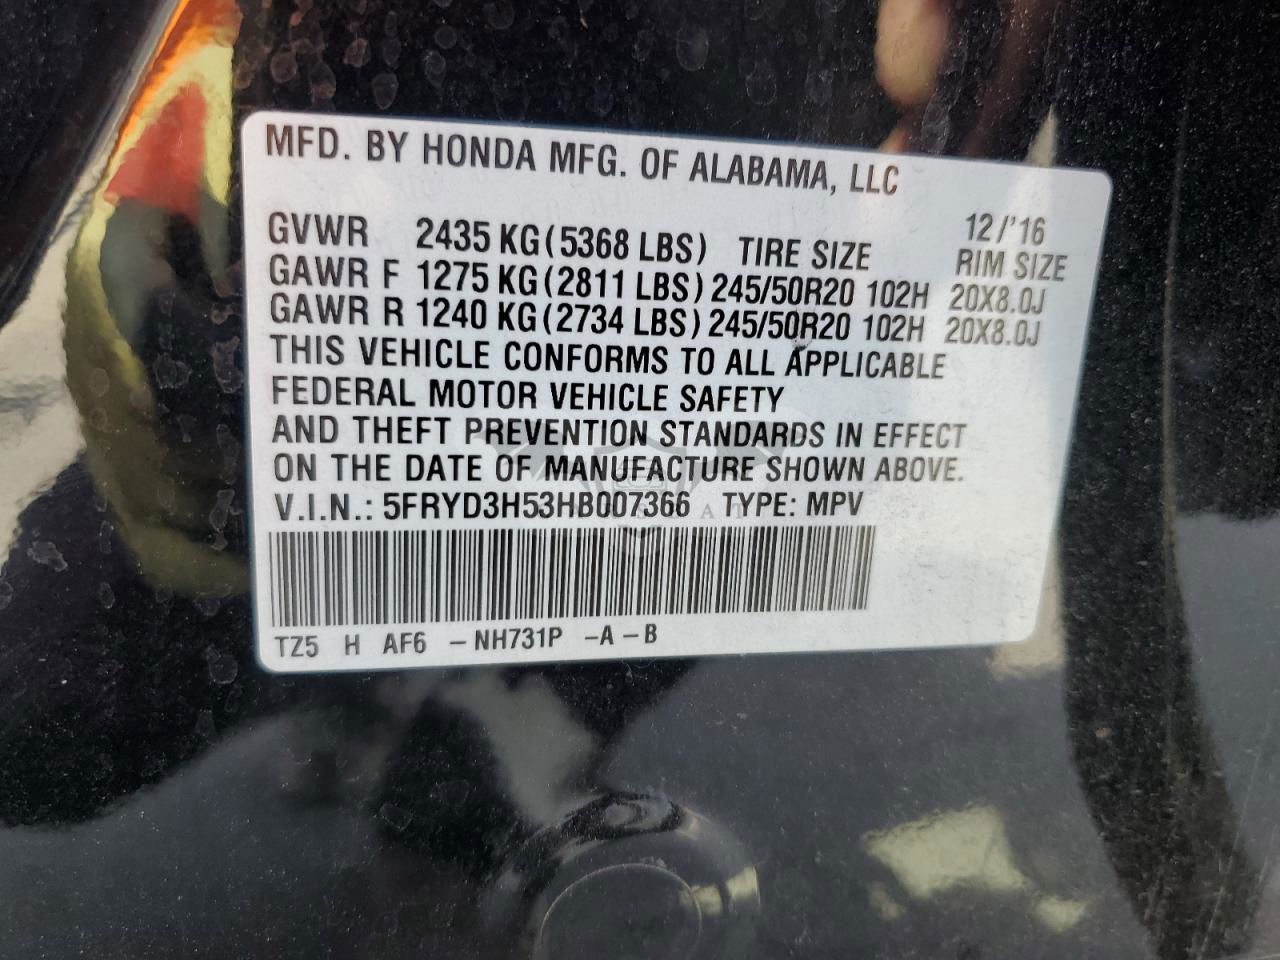 MFD. BY HONDA MFG. OF ALABAMA, LLC
12/'16
GVWR 2435 KG (5368 LBS) TIRE SIZE RIM SIZE
GAWR F 1275 KG (2811 LBS) 245/50R20 102H 20X8.0J
GAWR R 1240 KG (2734 LBS) 245/50R20 102H 20X8.0J
THIS VEHICLE CONFORMS TO ALL APPLICABLE
FEDERAL MOTOR VEHICLE SAFETY
AND THEFT PREVENTION STANDARDS IN EFFECT
ON THE DATE OF MANUFACTURE SHOWN ABOVE.
V.I.N.: 5FRYD3H53HB007366 TYPE: MPV
TZ5 H AF6 – NH731P –A – B